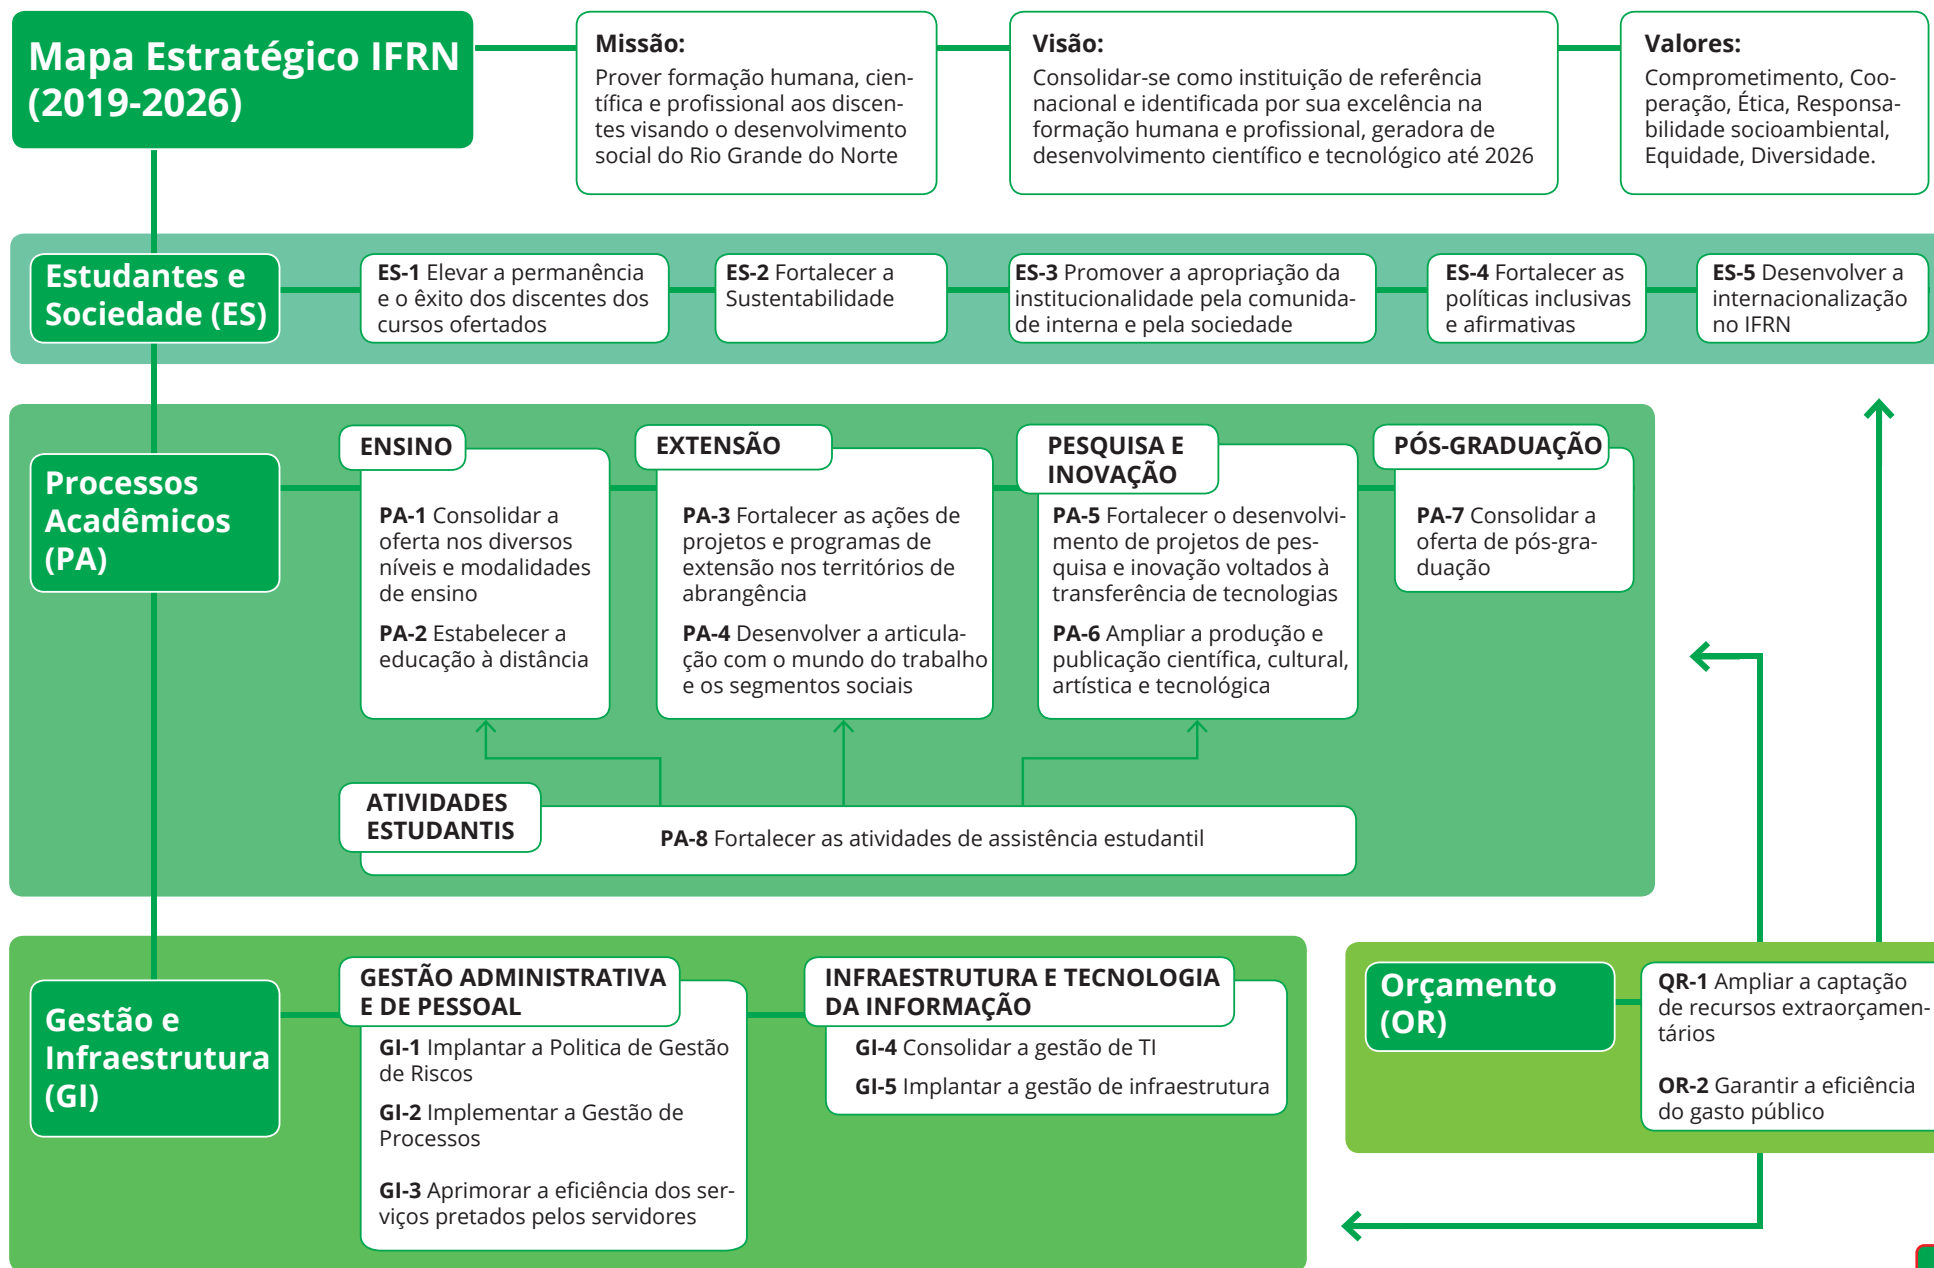 Mapa Estratégico IFRN
(2019-2026)
Missão:
Prover formação humana, cien-
tífica e profissional aos discen-
tes visando o desenvolvimento
social do Rio Grande do Norte
Visão:
Consolidar-se como instituição de referência
nacional e identificada por sua excelência na
formação humana e profissional, geradora de
desenvolvimento científico e tecnológico até 2026
Valores:
Comprometimento, Coo-
peração, Ética, Responsa-
bilidade socioambiental,
Equidade, Diversidade.
Estudantes e
Sociedade (ES)
ES-1 Elevar a permanência
e o êxito dos discentes dos
cursos ofertados
ES-2 Fortalecer a
Sustentabilidade
ES-3 Promover a apropriação da
institucionalidade pela comunida-
de interna e pela sociedade
ES-4 Fortalecer as
políticas inclusivas
e afirmativas
ES-5 Desenvolver a
internacionalização
no IFRN
Processos
Acadêmicos
(PA)
ENSINO
PA-1 Consolidar a
oferta nos diversos
níveis e modalidades
de ensino
PA-2 Estabelecer a
educação à distância
EXTENSÃO
PA-3 Fortalecer as ações de
projetos e programas de
extensão nos territórios de
abrangência
PA-4 Desenvolver a articula-
ção com o mundo do trabalho
e os segmentos sociais
PESQUISA E
INOVAÇÃO
PA-5 Fortalecer o desenvolvi-
mento de projetos de pes-
quisa e inovação voltados à
transferência de tecnologias
PA-6 Ampliar a produção e
publicação científica, cultural,
artística e tecnológica
PÓS-GRADUAÇÃO
PA-7 Consolidar a
oferta de pós-gra-
duação
ATIVIDADES
ESTUDANTIS
PA-8 Fortalecer as atividades de assistência estudantil
Gestão e
Infraestrutura
(GI)
GESTÃO ADMINISTRATIVA
E DE PESSOAL
GI-1 Implantar a Politica de Gestão
de Riscos
GI-2 Implementar a Gestão de
Processos
GI-3 Aprimorar a eficiência dos ser-
viços pretados pelos servidores
INFRAESTRUTURA E TECNOLOGIA
DA INFORMAÇÃO
GI-4 Consolidar a gestão de TI
GI-5 Implantar a gestão de infraestrutura
Orçamento
(OR)
QR-1 Ampliar a captação
de recursos extraorçamen-
tários
OR-2 Garantir a eficiência
do gasto público